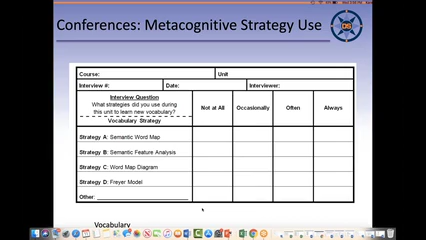 Conferences: Metacognitive Strategy Use
Course:
Unit
Interview #:
Date:
Interviewer:
Interview Question
What strategies did you use during
this unit to learn new vocabulary?
Vocabulary Strategy
Not at All
Occasionally
Often
Always
Strategy A: Semantic Word Map
Strategy B: Semantic Feature Analysis
Strategy C: Word Map Diagram
Strategy D: Freyer Model
Other:
Vocabulary